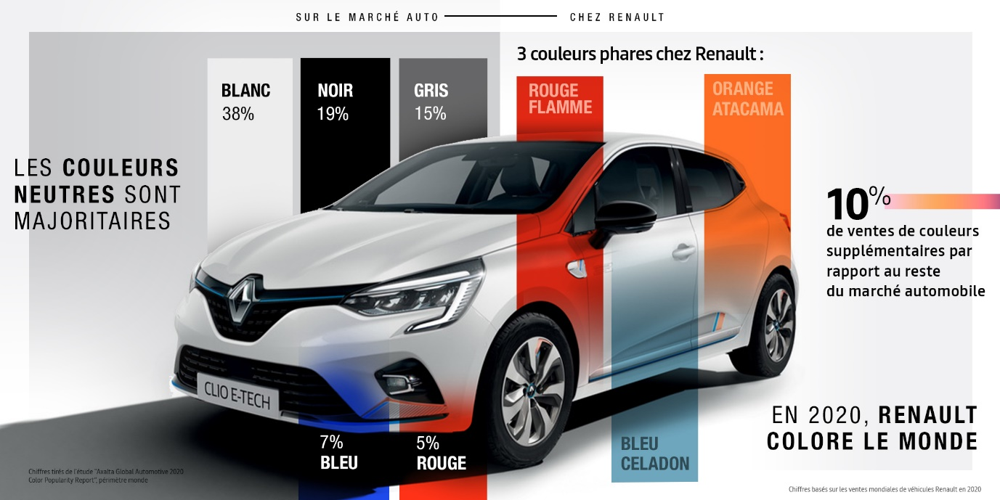 SUR LE MARCHÉ AUTO
CHEZ RENAULT
LES COULEURS
NEUTRES SONT
MAJORITAIRES
BLANC
38%
NOIR
19%
GRIS
15%
7%
BLEU
5%
ROUGE
CLIO E-TECH
Chiffres tirés de l'étude "Axalta Global Automotive 2020
Color Popularity Report", périmètre monde
3 couleurs phares chez Renault :
ROUGE
FLAMME
ORANGE
ATACAMA
BLEU
CELADON
10%
de ventes de couleurs
supplémentaires par
rapport au reste
du marché automobile
EN 2020, RENAULT
COLORE LE MONDE
Chiffres basés sur les ventes mondiales de véhicules Renault en 2020